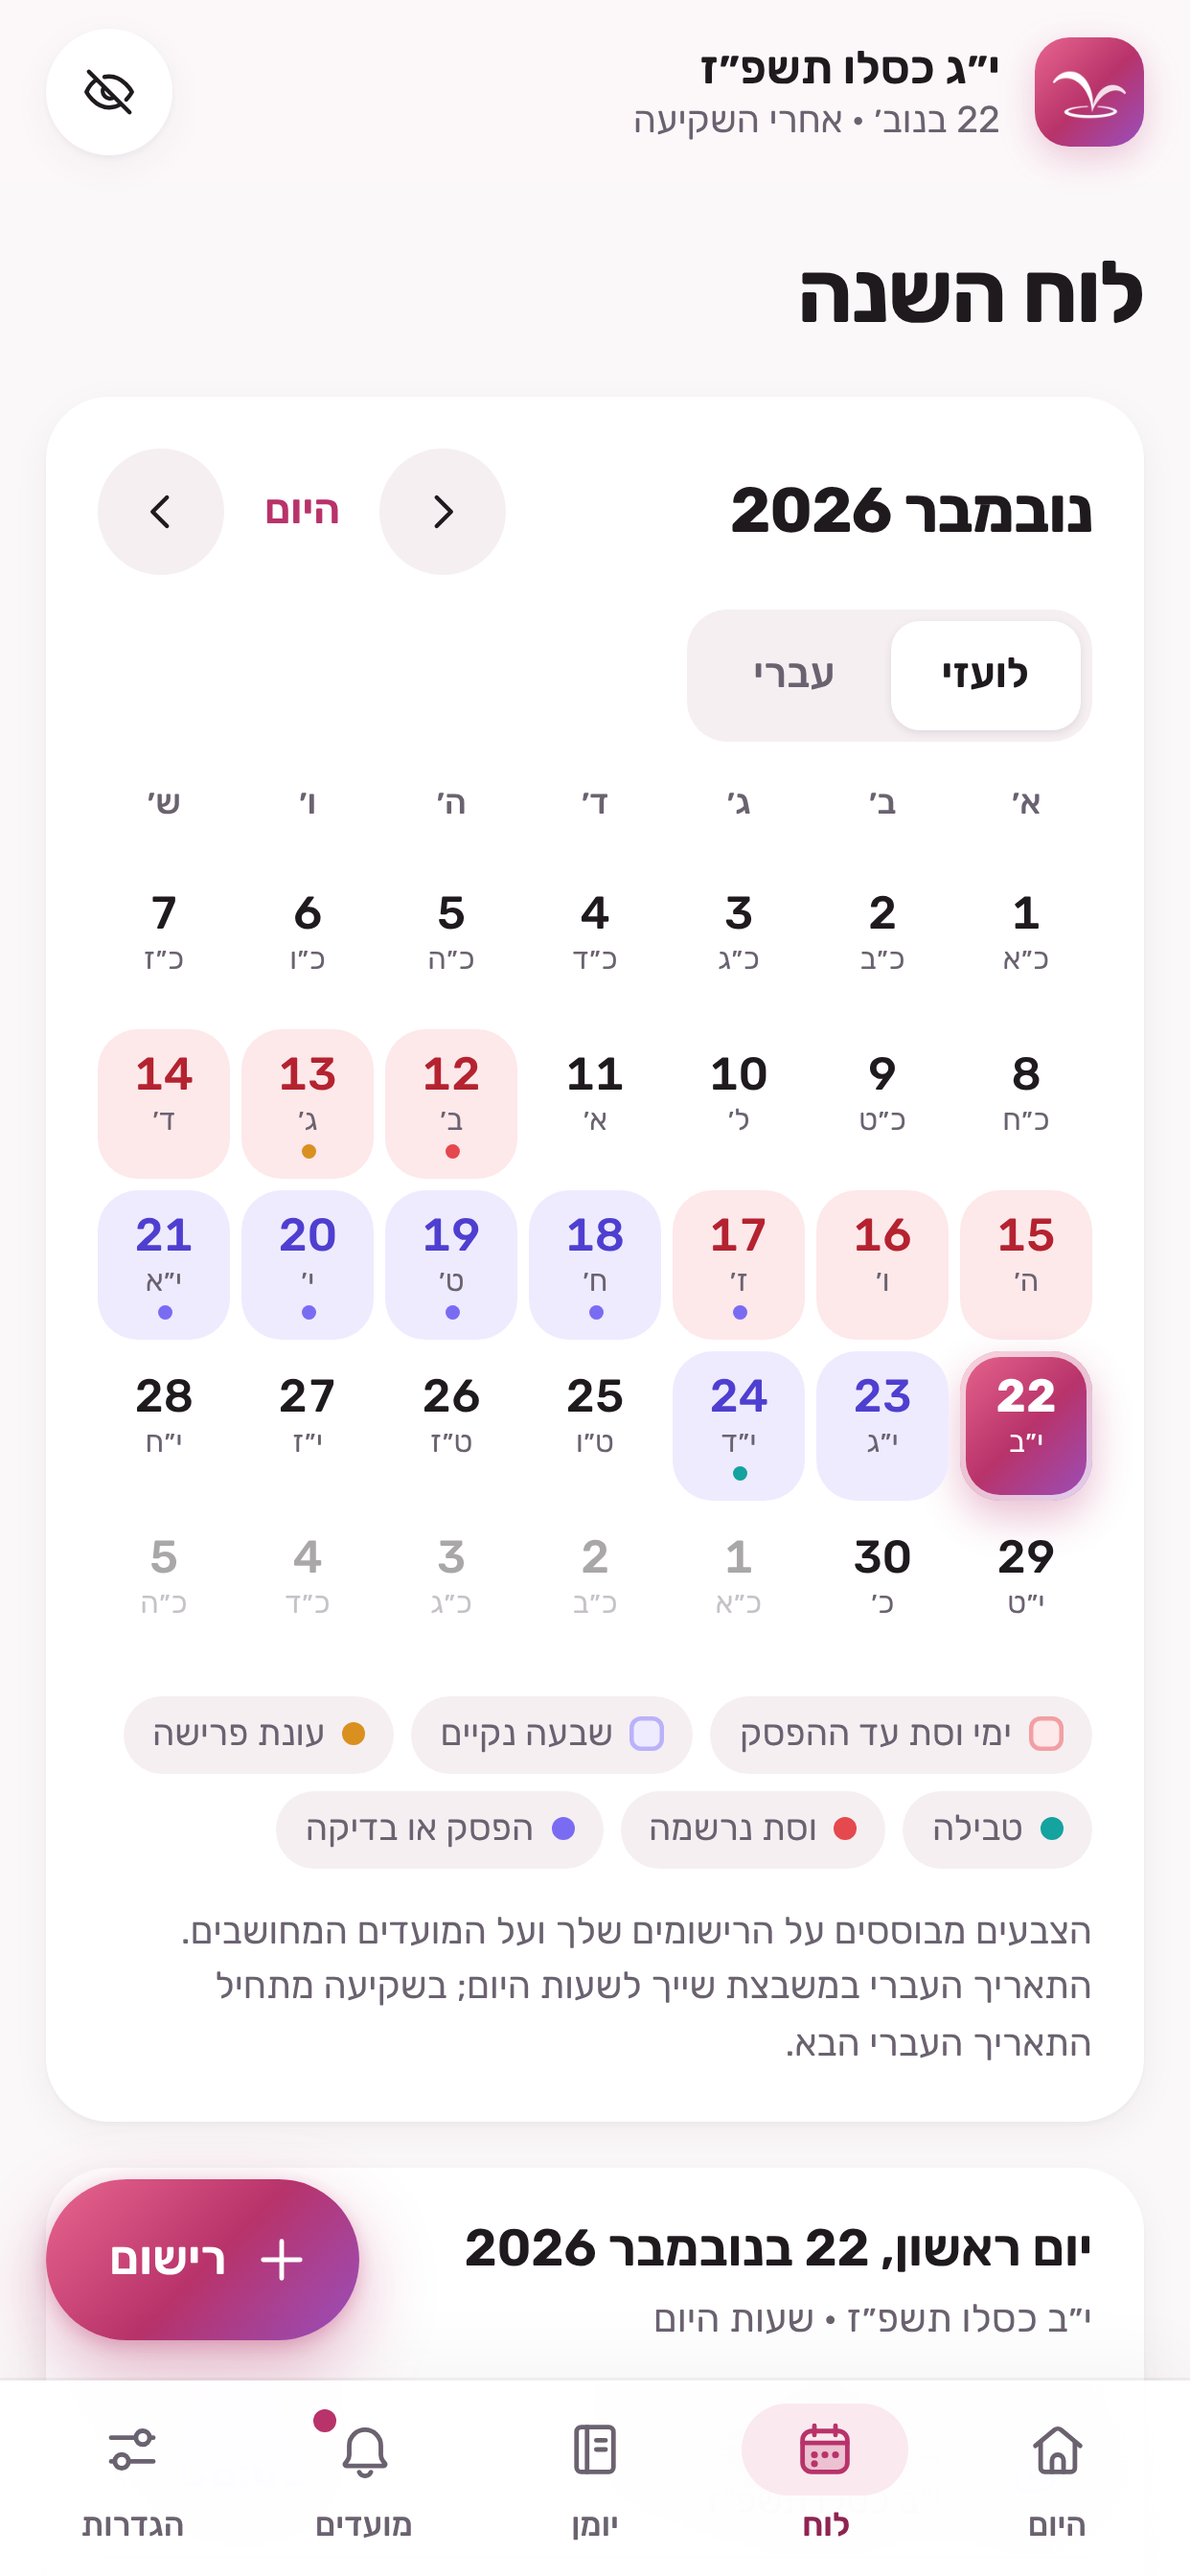 י״ג כסלו תשפ״ז
22 בנוב׳ • אחרי השקיעה
לוח השנה
נובמבר 2026
היום
לועזי עברי
א׳ ב׳ ג׳ ד׳ ה׳ ו׳ ש׳
1 2 3 4 5 6 7
כ״א כ״ב כ״ג כ״ד כ״ה כ״ו כ״ז
8 9 10 11 12 13 14
כ״ח כ״ט ל׳ א׳ ב׳ ג׳ ד׳
15 16 17 18 19 20 21
ה׳ ו׳ ז׳ ח׳ ט׳ י׳ י״א
22 23 24 25 26 27 28
י״ב י״ג י״ד ט״ו ט״ז י״ז י״ח
29 30 1 2 3 4 5
י״ט כ׳ כ״א כ״ב כ״ג כ״ד כ״ה
ימי וסת עד ההפסק שבעה נקיים עונת פרישה
טבילה וסת נרשמה הפסק או בדיקה
הצבעים מבוססים על הרישומים שלך ועל המועדים המחושבים.
התאריך העברי במשבצת שייך לשעות היום; בשקיעה מתחיל
התאריך העברי הבא.
יום ראשון, 22 בנובמבר 2026
י״ב כסלו תשפ״ז • שעות היום
רישום
היום לוח יומן מועדים הגדרות